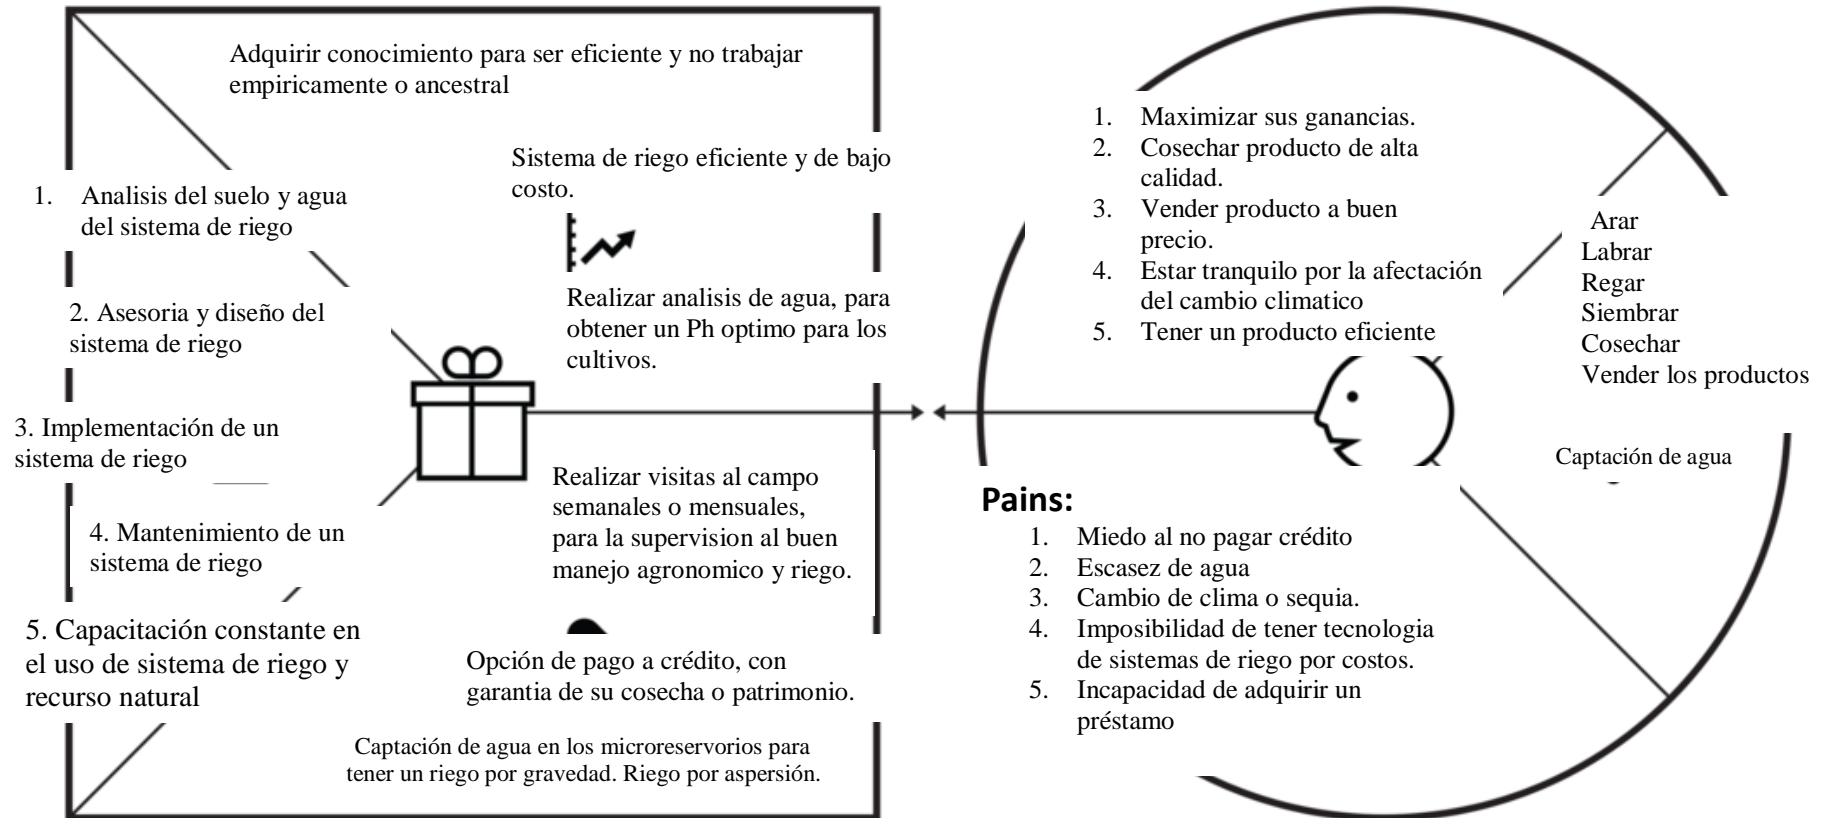 Adquirir conocimiento para ser eficiente y no trabajar
empiricamente o ancestral
Sistema de riego eficiente y de bajo
costo.
1. Analisis del suelo y agua
del sistema de riego
Realizar analisis de agua, para
obtener un Ph optimo para los
cultivos.
2. Asesoria y diseño del
sistema de riego
3. Implementación de un
sistema de riego
Realizar visitas al campo
semanales o mensuales,
para la supervision al buen
manejo agronomico y riego.
4. Mantenimiento de un
sistema de riego
5. Capacitación constante en
el uso de sistema de riego y
recurso natural
Opción de pago a crédito, con
garantia de su cosecha o patrimonio.
Captación de agua en los microreservorios para
tener un riego por gravedad. Riego por aspersión.
1. Maximizar sus ganancias.
2. Cosechar producto de alta
calidad.
3. Vender producto a buen
precio.
4. Estar tranquilo por la afectación
del cambio climatico
5. Tener un producto eficiente
Arar
Labrar
Regar
Siembrar
Cosechar
Vender los productos
Captación de agua
Pains:
1. Miedo al no pagar crédito
2. Escasez de agua
3. Cambio de clima o sequia.
4. Imposibilidad de tener tecnologia
de sistemas de riego por costos.
5. Incapacidad de adquirir un
préstamo